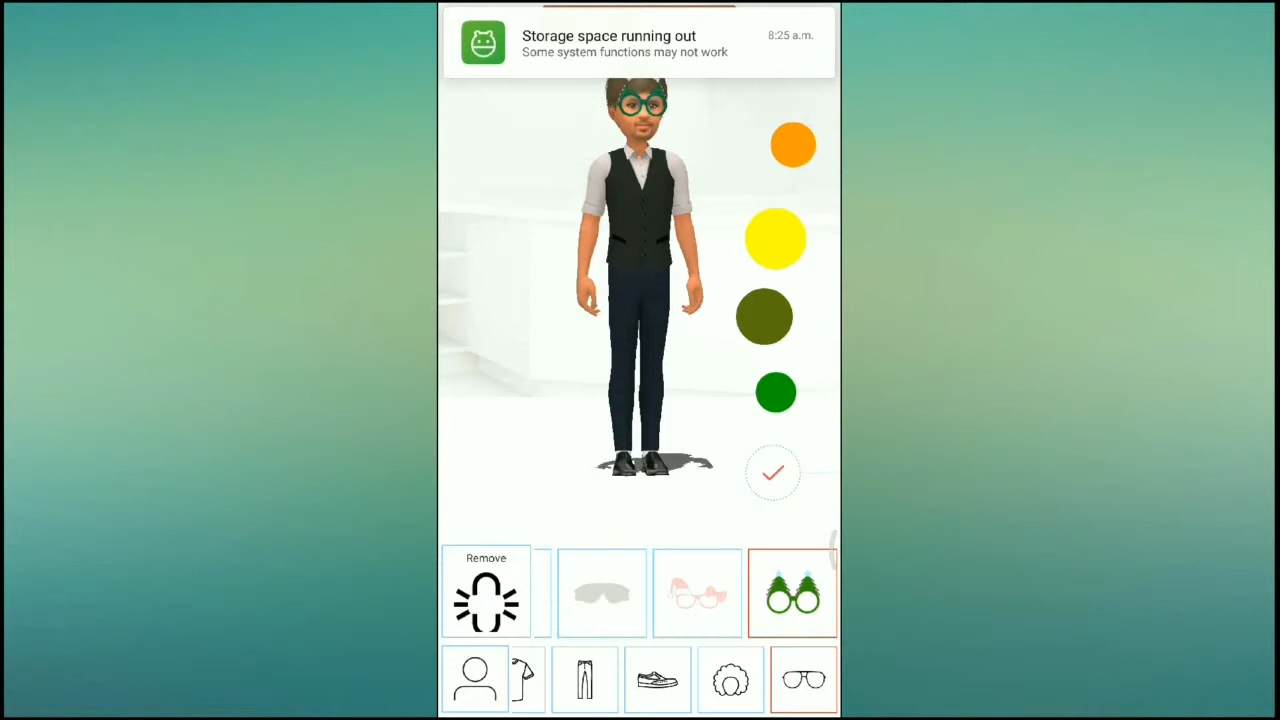 Storage space running out
8:25 a.m.
Some system functions may not work
Remove